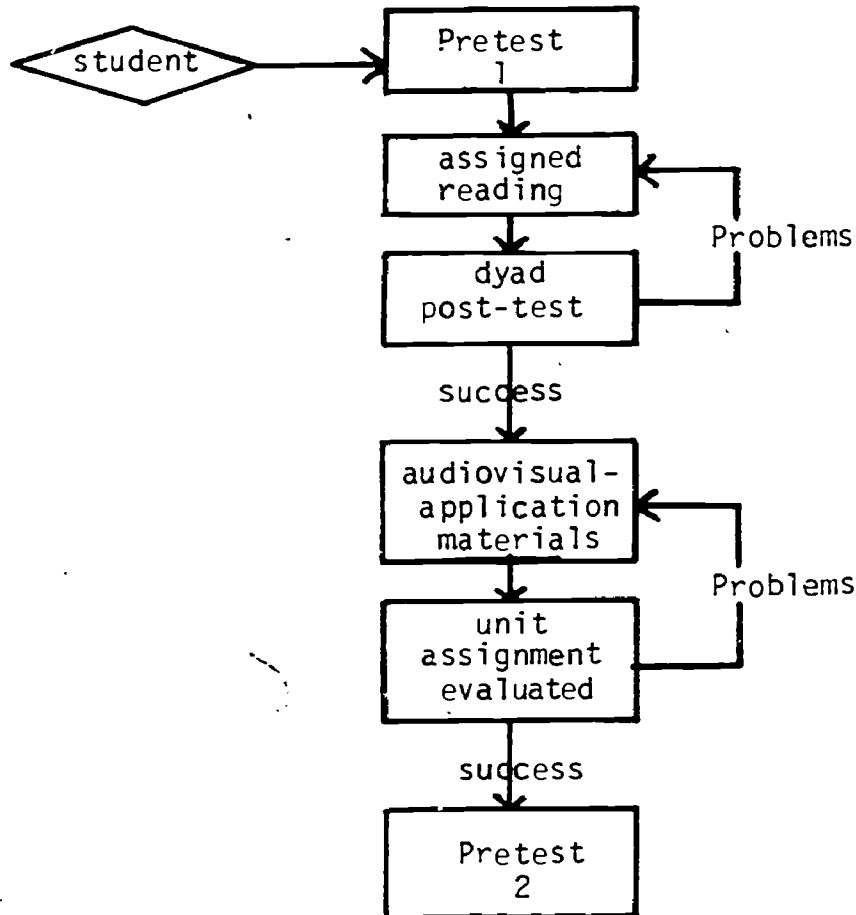 student
Pretest
1
assigned
reading
Problems
dyad
post-test
success
audiovisual-
application
materials
Problems
unit
assignment
evaluated
success
Pretest
2